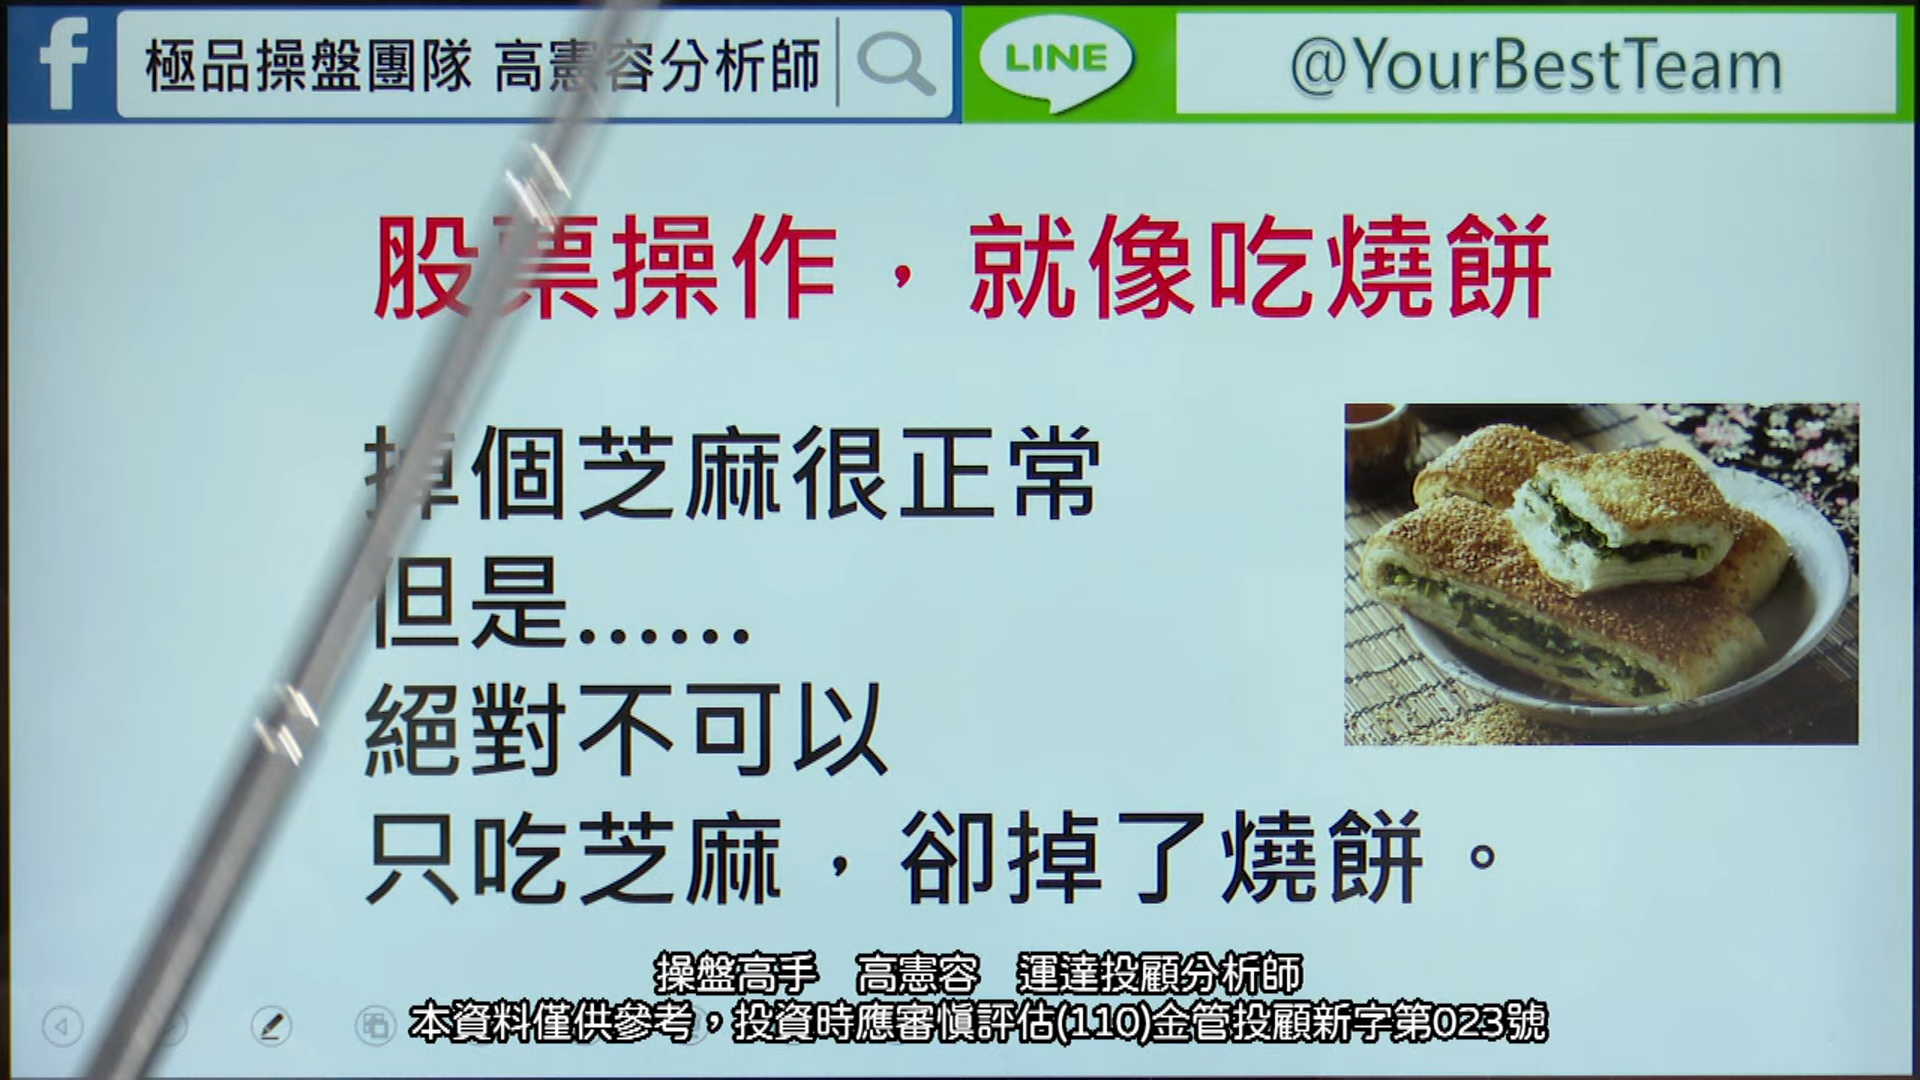 f 極品操盤團隊 高憲容分析師
LINE @YourBestTeam
股票操作，就像吃燒餅
掉個芝麻很正常
但是......
絕對不可以
只吃芝麻，卻掉了燒餅。
操盤高手 高憲容 運達投顧分析師
本資料僅供參考，投資時應審慎評估(110)金管投顧新字第023號